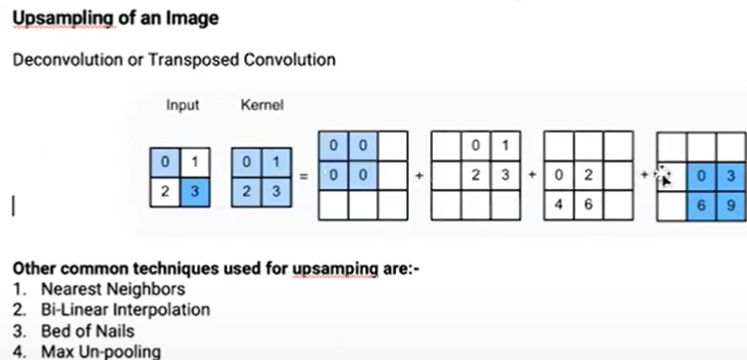 Upsampling of an Image
Deconvolution or Transposed Convolution
Input Kernel
0 1 0 1 0 0 0 1
2 3 2 3 = 0 0 + 2 3 + 0 2 + 0 3
4 6 6 9
Other common techniques used for upsamping are:-
1. Nearest Neighbors
2. Bi-Linear Interpolation
3. Bed of Nails
4. Max Un-pooling